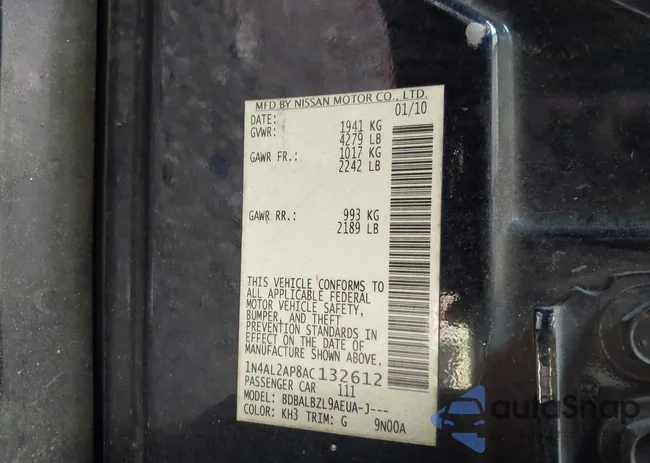 MFD BY NISSAN MOTOR CO., LTD.
DATE: 01/10
GVWR: 1941 KG
4279 LB
GAWR FR.: 1017 KG
2242 LB
GAWR RR.: 993 KG
2189 LB
THIS VEHICLE CONFORMS TO
ALL APPLICABLE FEDERAL
MOTOR VEHICLE SAFETY,
BUMPER, AND THEFT
PREVENTION STANDARDS IN
EFFECT ON THE DATE OF
MANUFACTURE SHOWN ABOVE.
1N4AL2AP8AC132612
PASSENGER CAR 111
MODEL: BDBALBZL9AEUA-J---
COLOR: KH3 TRIM: G 9N00A
autoSnap